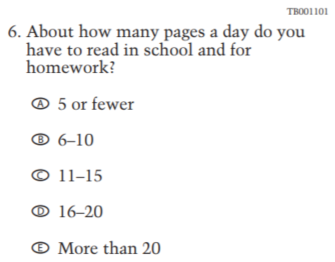 TB001101
6. About how many pages a day do you
have to read in school and for
homework?
Ⓐ 5 or fewer
Ⓑ 6–10
Ⓒ 11–15
Ⓓ 16–20
Ⓔ More than 20